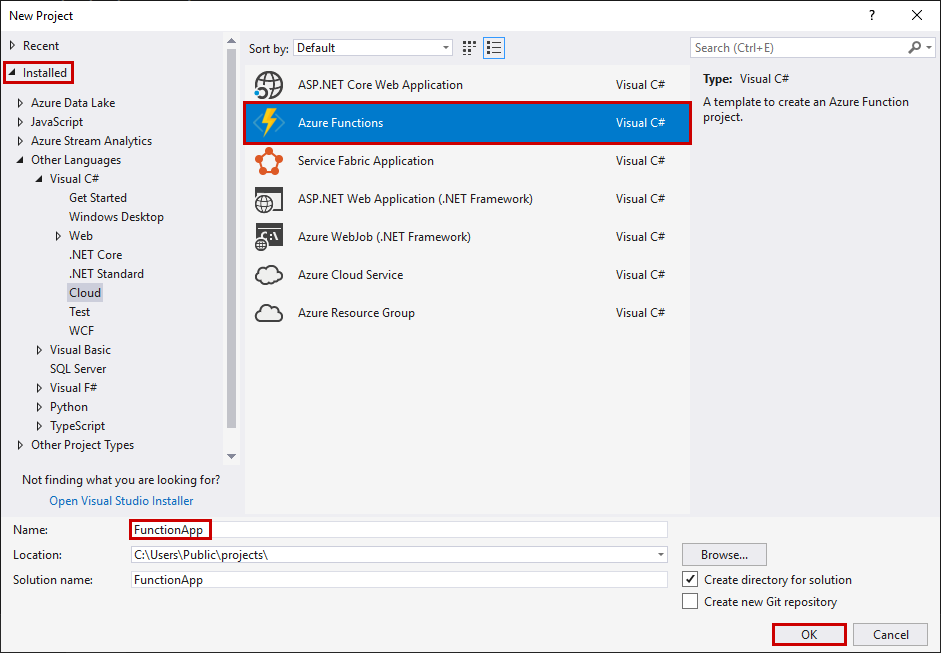 New Project
?
Recent
Installed
Azure Data Lake
JavaScript
Azure Stream Analytics
Other Languages
Visual C#
Get Started
Windows Desktop
Web
.NET Core
.NET Standard
Cloud
Test
WCF
Visual Basic
SQL Server
Visual F#
Python
TypeScript
Other Project Types
Not finding what you are looking for?
Open Visual Studio Installer
Sort by: Default
ASP.NET Core Web Application Visual C#
Azure Functions Visual C#
Service Fabric Application Visual C#
ASP.NET Web Application (.NET Framework) Visual C#
Azure WebJob (.NET Framework) Visual C#
Azure Cloud Service Visual C#
Azure Resource Group Visual C#
Search (Ctrl+E)
Type: Visual C#
A template to create an Azure Function
project.
Name: FunctionApp
Location: C:\Users\Public\projects\
Browse...
Solution name: FunctionApp
Create directory for solution
Create new Git repository
OK Cancel